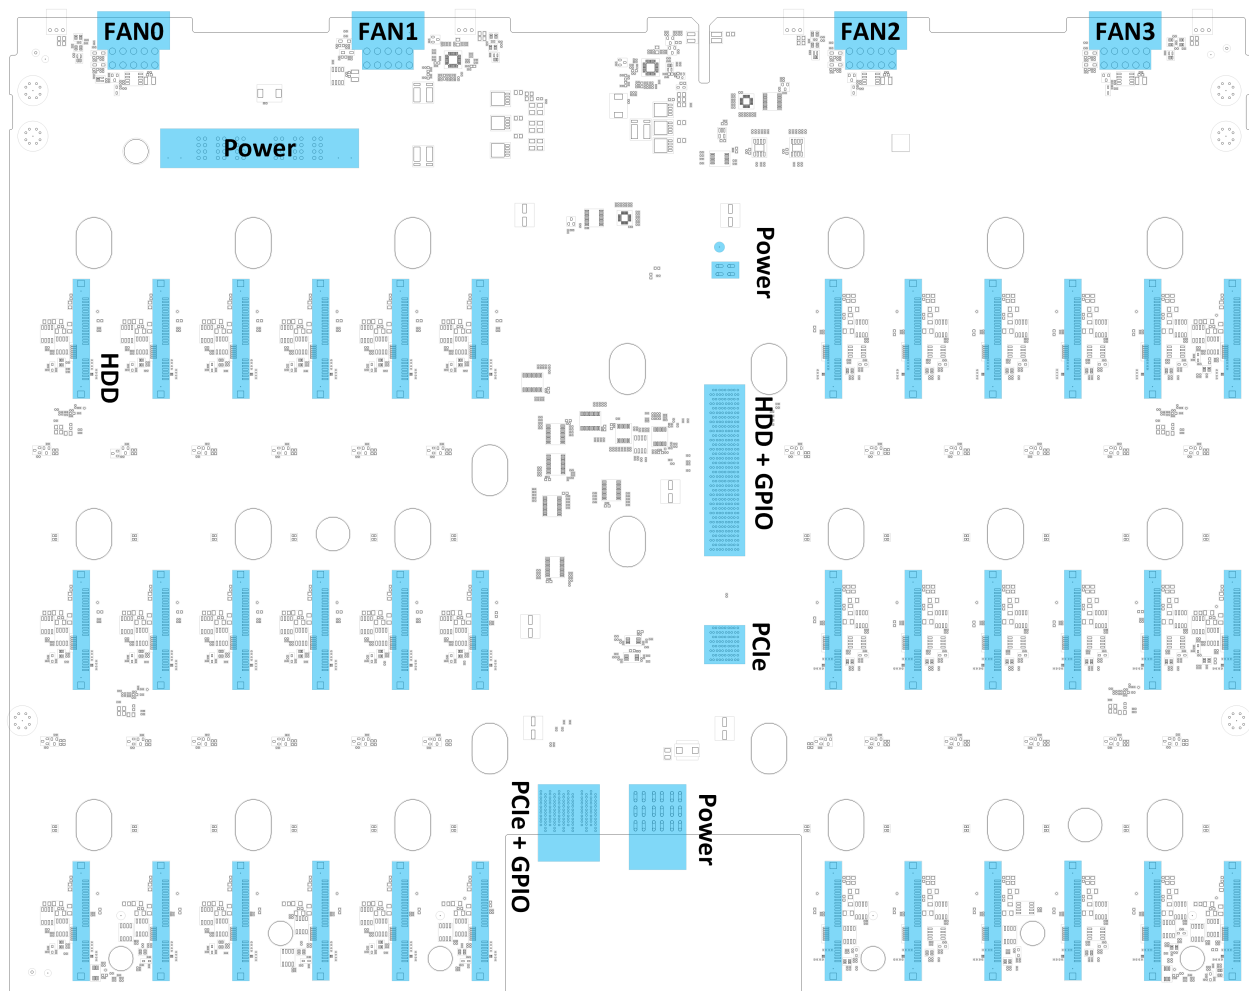 FAN0
FAN1
FAN2
FAN3
Power
Power
HDD
HDD + GPIO
PCIe
PCIe + GPIO
Power